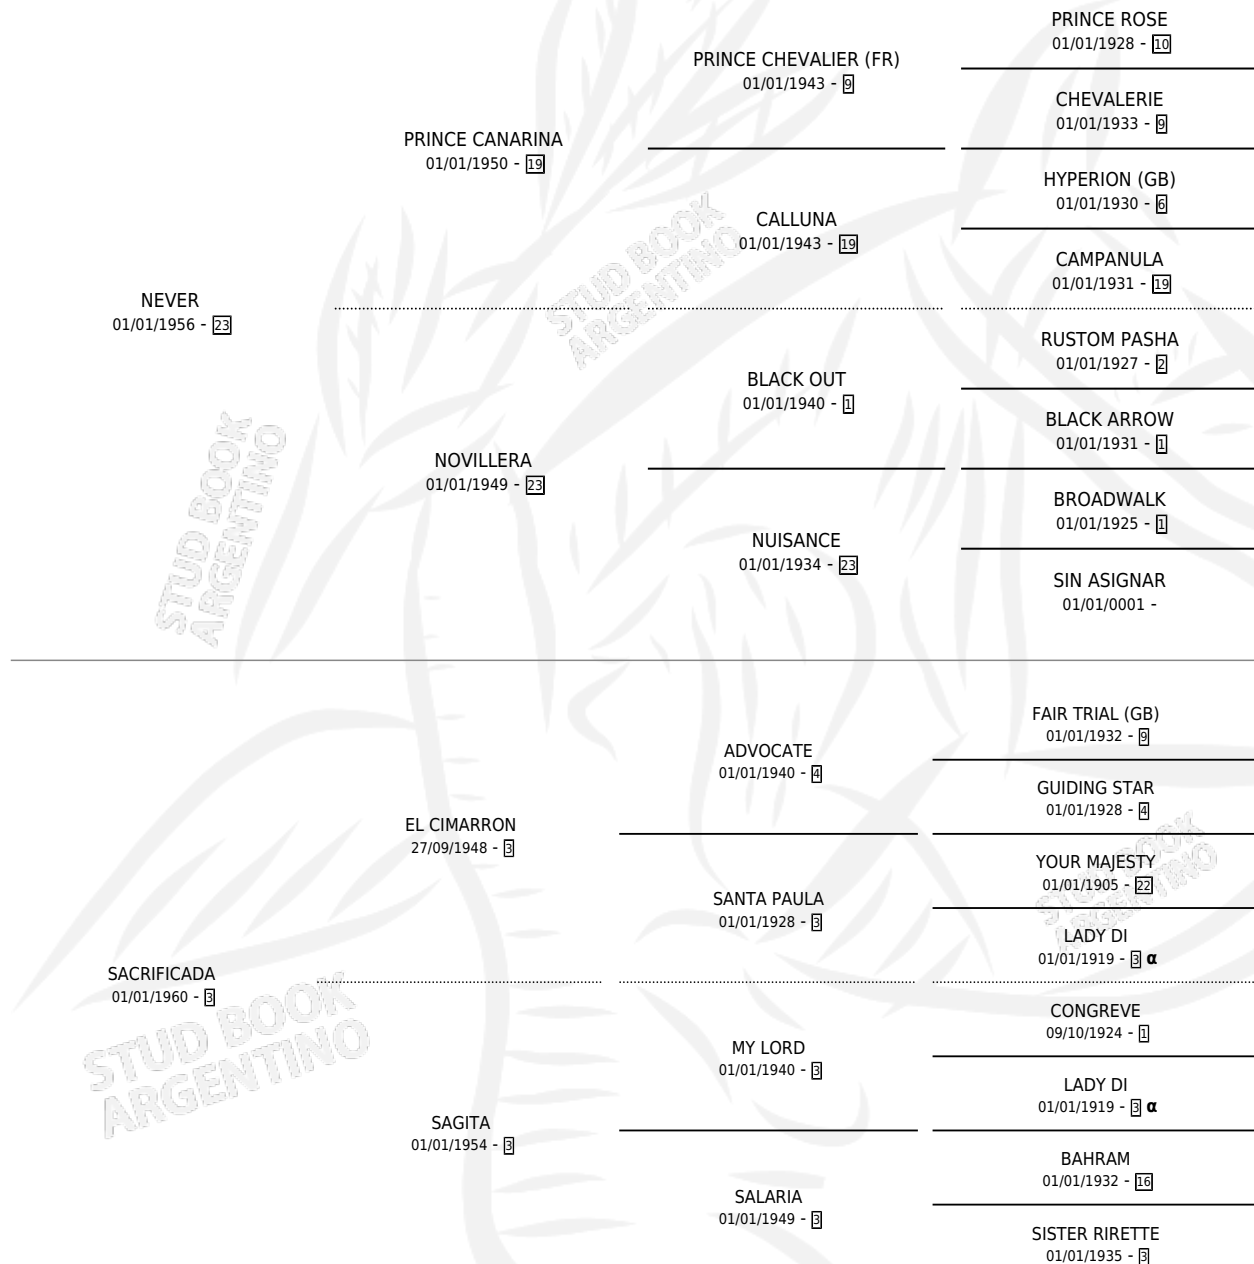 PRINCE ROSE
01/01/1928 - 10
PRINCE CHEVALIER (FR)
01/01/1943 - 9
CHEVALERIE
01/01/1933 - 9
PRINCE CANARINA
01/01/1950 - 19
HYPERION (GB)
01/01/1930 - 6
CALLUNA
01/01/1943 - 19
CAMPANULA
01/01/1931 - 19
STUD BOOK
ARGENTINO
NEVER
01/01/1956 - 23
RUSTOM PASHA
01/01/1927 - 2
BLACK OUT
01/01/1940 - 1
BLACK ARROW
01/01/1931 - 1
NOVILLERA
01/01/1949 - 23
BROADWALK
01/01/1925 - 1
NUISANCE
01/01/1934 - 23
SIN ASIGNAR
01/01/0001 -
STUD BOOK
ARGENTINO
FAIR TRIAL (GB)
01/01/1932 - 9
ADVOCATE
01/01/1940 - 4
GUIDING STAR
01/01/1928 - 4
EL CIMARRON
27/09/1948 - 3
YOUR MAJESTY
01/01/1905 - 22
STUD BOOK
ARGENTINO
SANTA PAULA
01/01/1928 - 3
LADY DI
01/01/1919 - 3 α
SACRIFICADA
01/01/1960 - 3
CONGREVE
09/10/1924 - 1
STUD BOOK
ARGENTINO
MY LORD
01/01/1940 - 3
LADY DI
01/01/1919 - 3 α
SAGITA
01/01/1954 - 3
BAHRAM
01/01/1932 - 16
SALARIA
01/01/1949 - 3
SISTER RIRETTE
01/01/1935 - 3